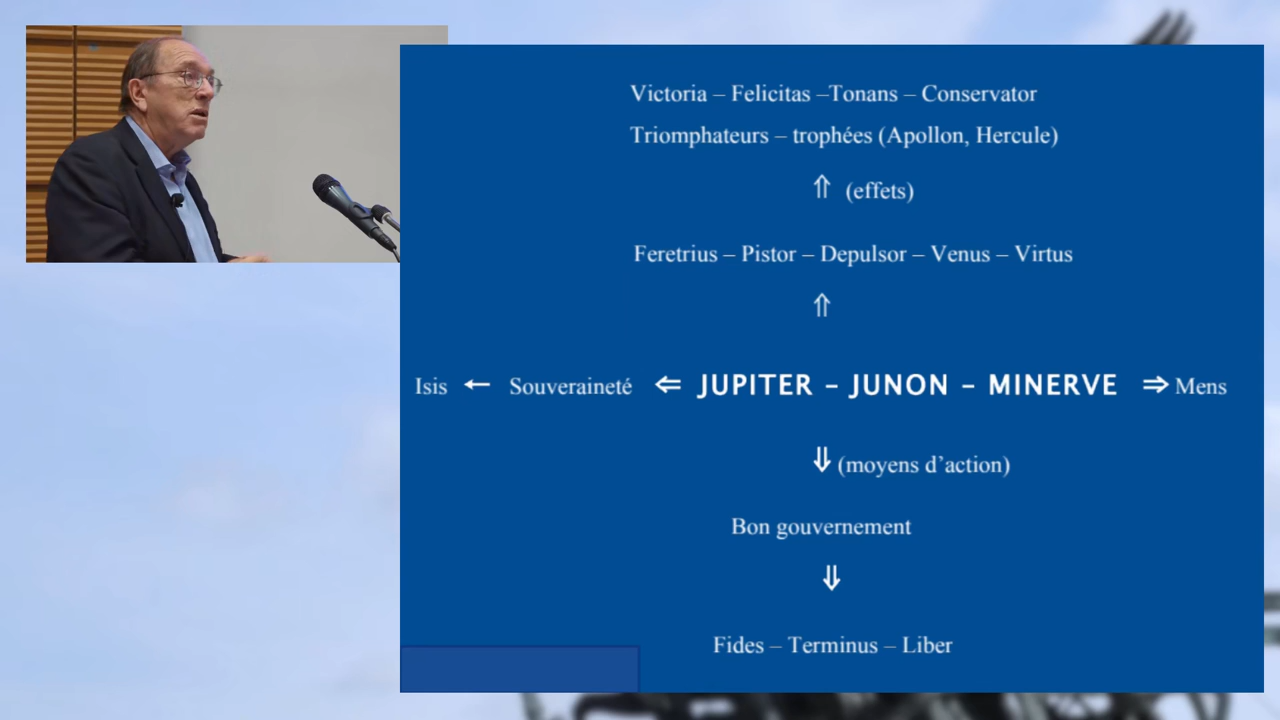 Victoria – Felicitas –Tonans – Conservator
Triomphateurs – trophées (Apollon, Hercule)
⇑ (effets)
Feretrius – Pistor – Depulsor – Venus – Virtus
⇑
Isis ← Souveraineté ⇐ JUPITER – JUNON – MINERVE ⇒ Mens
⇓ (moyens d’action)
Bon gouvernement
⇓
Fides – Terminus – Liber